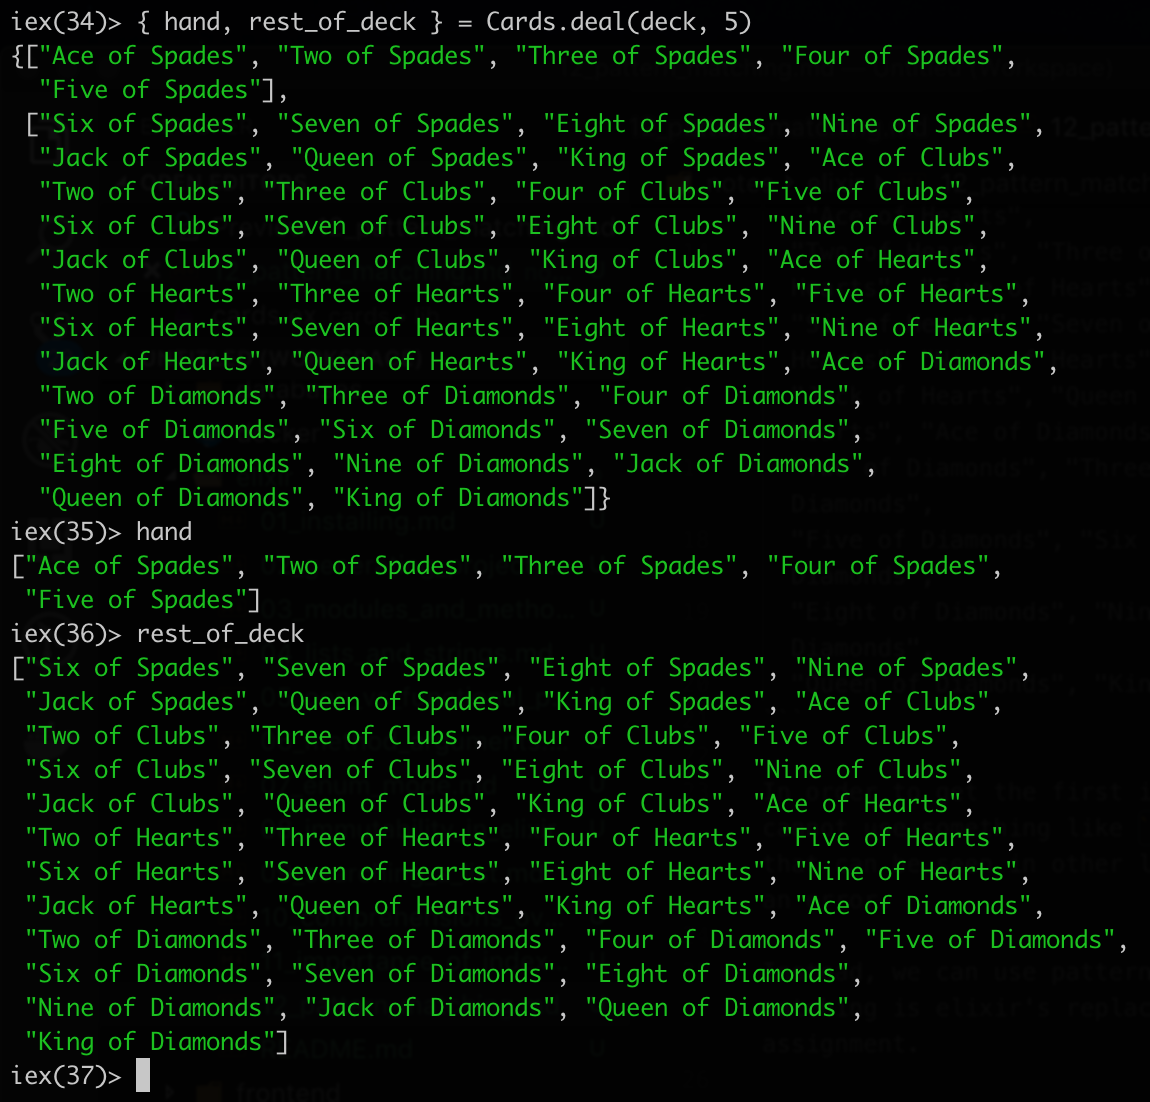 iex(34)> { hand, rest_of_deck } = Cards.deal(deck, 5)
{["Ace of Spades", "Two of Spades", "Three of Spades", "Four of Spades",
  "Five of Spades"],
 ["Six of Spades", "Seven of Spades", "Eight of Spades", "Nine of Spades",
  "Jack of Spades", "Queen of Spades", "King of Spades", "Ace of Clubs",
  "Two of Clubs", "Three of Clubs", "Four of Clubs", "Five of Clubs",
  "Six of Clubs", "Seven of Clubs", "Eight of Clubs", "Nine of Clubs",
  "Jack of Clubs", "Queen of Clubs", "King of Clubs", "Ace of Hearts",
  "Two of Hearts", "Three of Hearts", "Four of Hearts", "Five of Hearts",
  "Six of Hearts", "Seven of Hearts", "Eight of Hearts", "Nine of Hearts",
  "Jack of Hearts", "Queen of Hearts", "King of Hearts", "Ace of Diamonds",
  "Two of Diamonds", "Three of Diamonds", "Four of Diamonds",
  "Five of Diamonds", "Six of Diamonds", "Seven of Diamonds",
  "Eight of Diamonds", "Nine of Diamonds", "Jack of Diamonds",
  "Queen of Diamonds", "King of Diamonds"]}
iex(35)> hand
["Ace of Spades", "Two of Spades", "Three of Spades", "Four of Spades",
 "Five of Spades"]
iex(36)> rest_of_deck
["Six of Spades", "Seven of Spades", "Eight of Spades", "Nine of Spades",
 "Jack of Spades", "Queen of Spades", "King of Spades", "Ace of Clubs",
 "Two of Clubs", "Three of Clubs", "Four of Clubs", "Five of Clubs",
 "Six of Clubs", "Seven of Clubs", "Eight of Clubs", "Nine of Clubs",
 "Jack of Clubs", "Queen of Clubs", "King of Clubs", "Ace of Hearts",
 "Two of Hearts", "Three of Hearts", "Four of Hearts", "Five of Hearts",
 "Six of Hearts", "Seven of Hearts", "Eight of Hearts", "Nine of Hearts",
 "Jack of Hearts", "Queen of Hearts", "King of Hearts", "Ace of Diamonds",
 "Two of Diamonds", "Three of Diamonds", "Four of Diamonds", "Five of Diamonds",
 "Six of Diamonds", "Seven of Diamonds", "Eight of Diamonds",
 "Nine of Diamonds", "Jack of Diamonds", "Queen of Diamonds",
 "King of Diamonds"]
iex(37)>